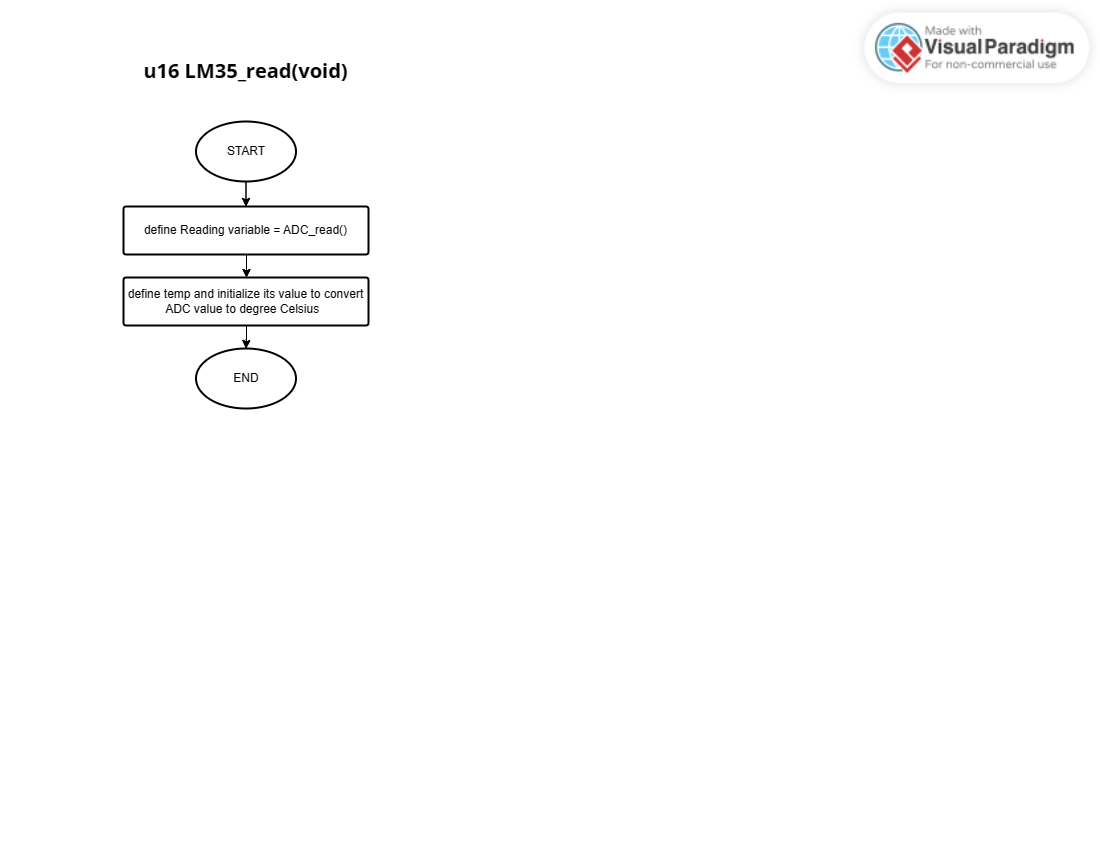 Made with
Visual Paradigm
For non-commercial use
u16 LM35_read(void)
START
define Reading variable = ADC_read()
define temp and initialize its value to convert
ADC value to degree Celsius
END